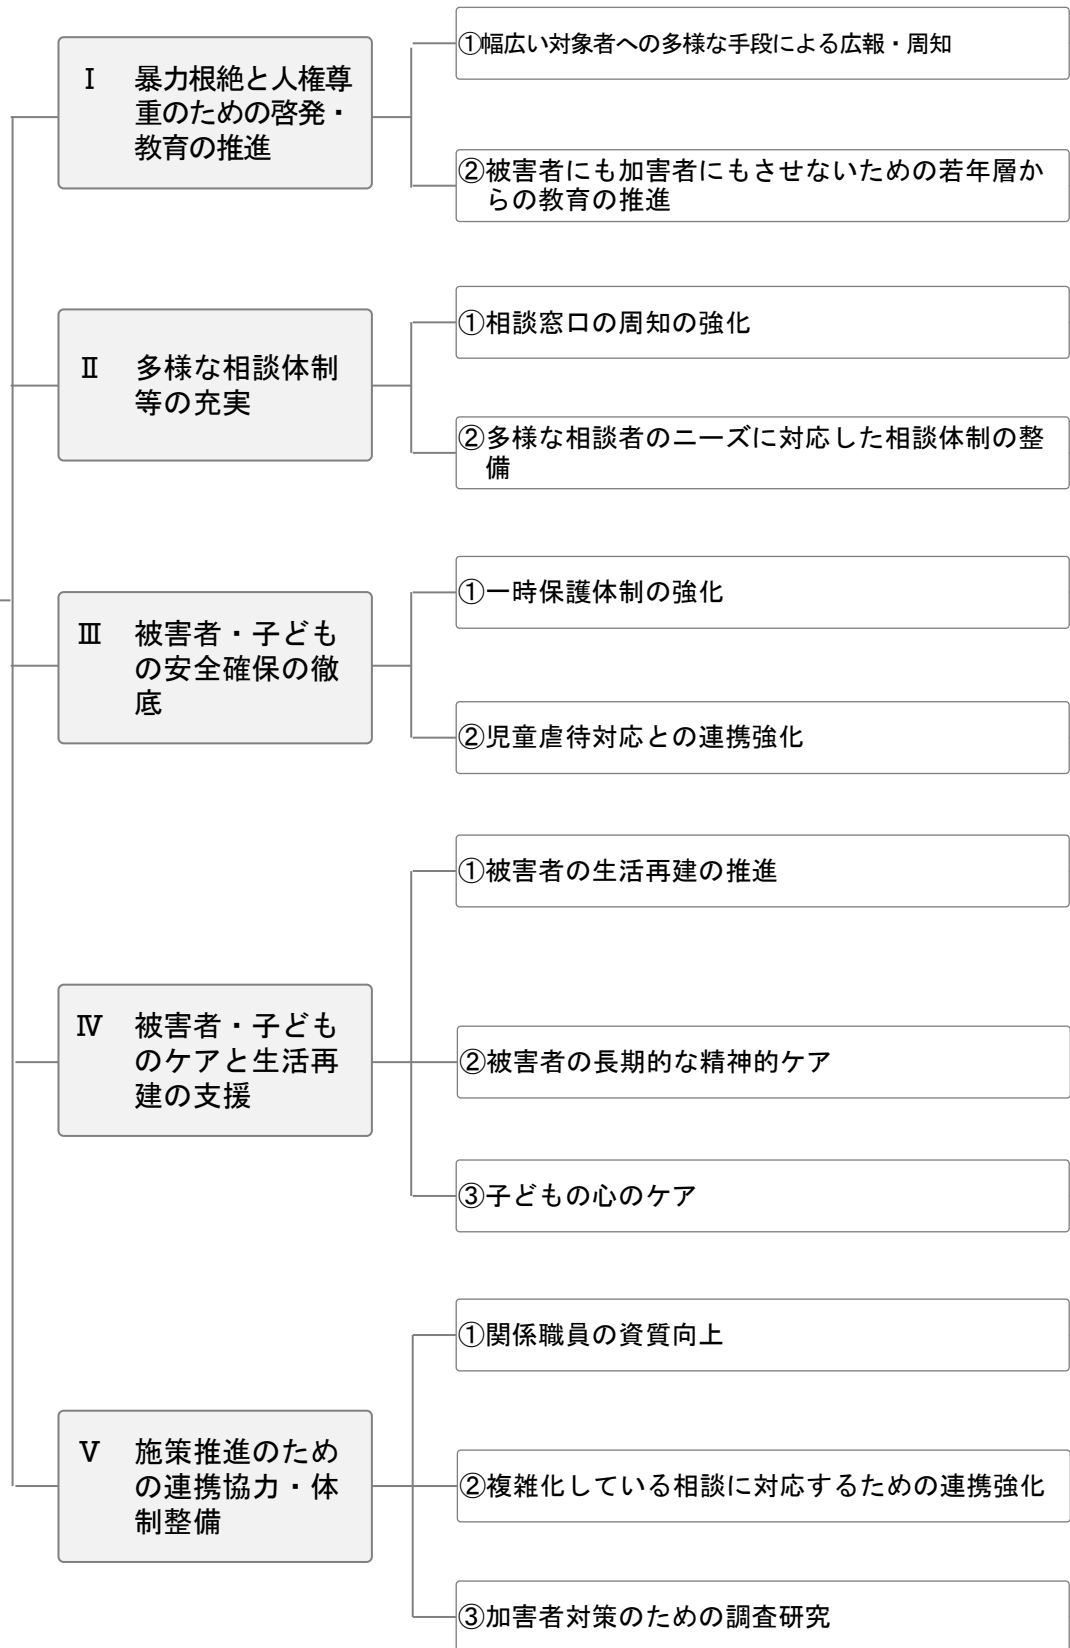 Ⅰ 暴力根絶と人権尊
重のための啓発・
教育の推進
①幅広い対象者への多様な手段による広報・周知
②被害者にも加害者にもさせないための若年層か
らの教育の推進
Ⅱ 多様な相談体制
等の充実
①相談窓口の周知の強化
②多様な相談者のニーズに対応した相談体制の整
備
Ⅲ 被害者・子ども
の安全確保の徹
底
①一時保護体制の強化
②児童虐待対応との連携強化
Ⅳ 被害者・子ども
のケアと生活再
建の支援
①被害者の生活再建の推進
②被害者の長期的な精神的ケア
③子どもの心のケア
Ⅴ 施策推進のため
の連携協力・体
制整備
①関係職員の資質向上
②複雑化している相談に対応するための連携強化
③加害者対策のための調査研究